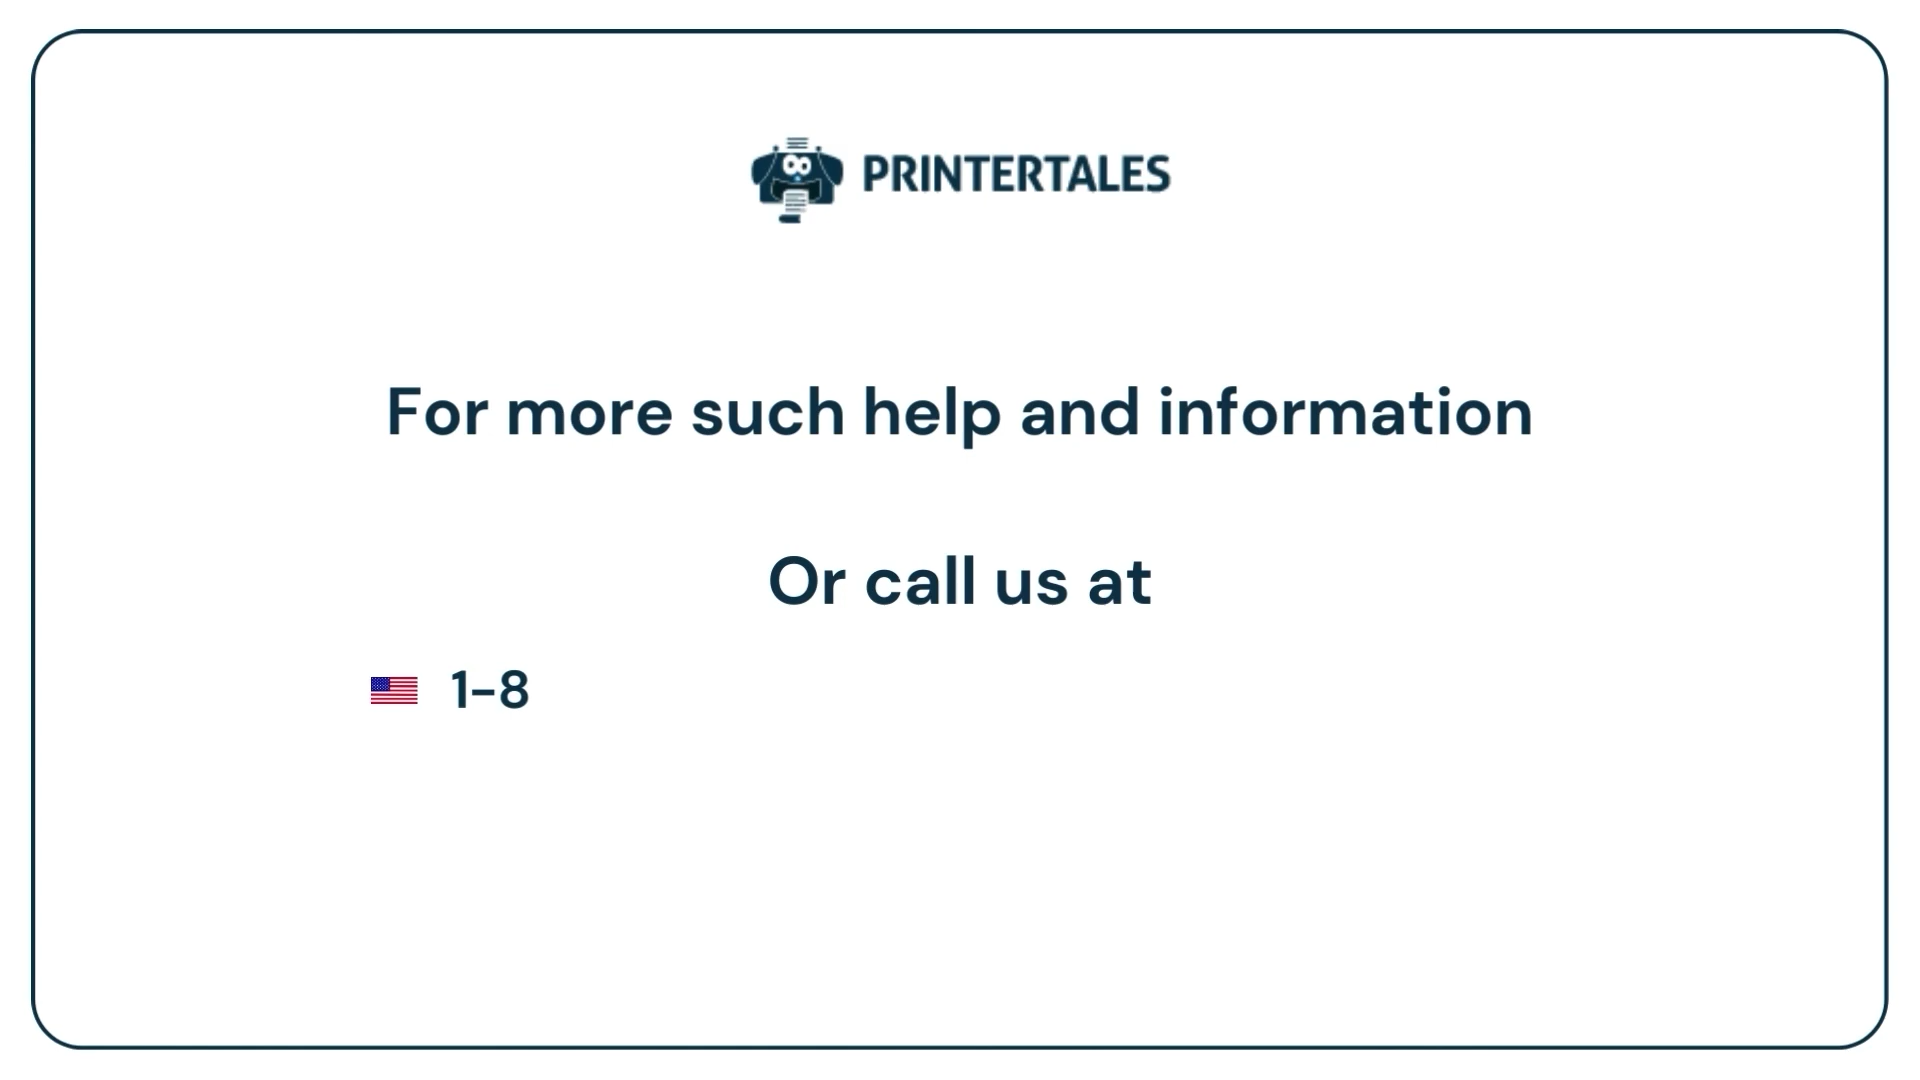 PRINTERTALES
For more such help and information
Or call us at
1-8